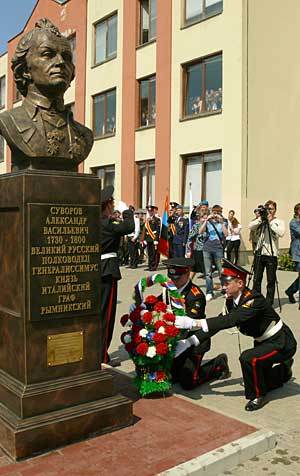 СУВОРОВ
АЛЕКСАНДР
ВАСИЛЬЕВИЧ
1730 - 1800
ВЕЛИКИЙ РУССКИЙ
ПОЛКОВОДЕЦ
ГЕНЕРАЛИССИМУС
КНЯЗЬ
ИТАЛИЙСКИЙ
ГРАФ
РЫМНИКСКИЙ